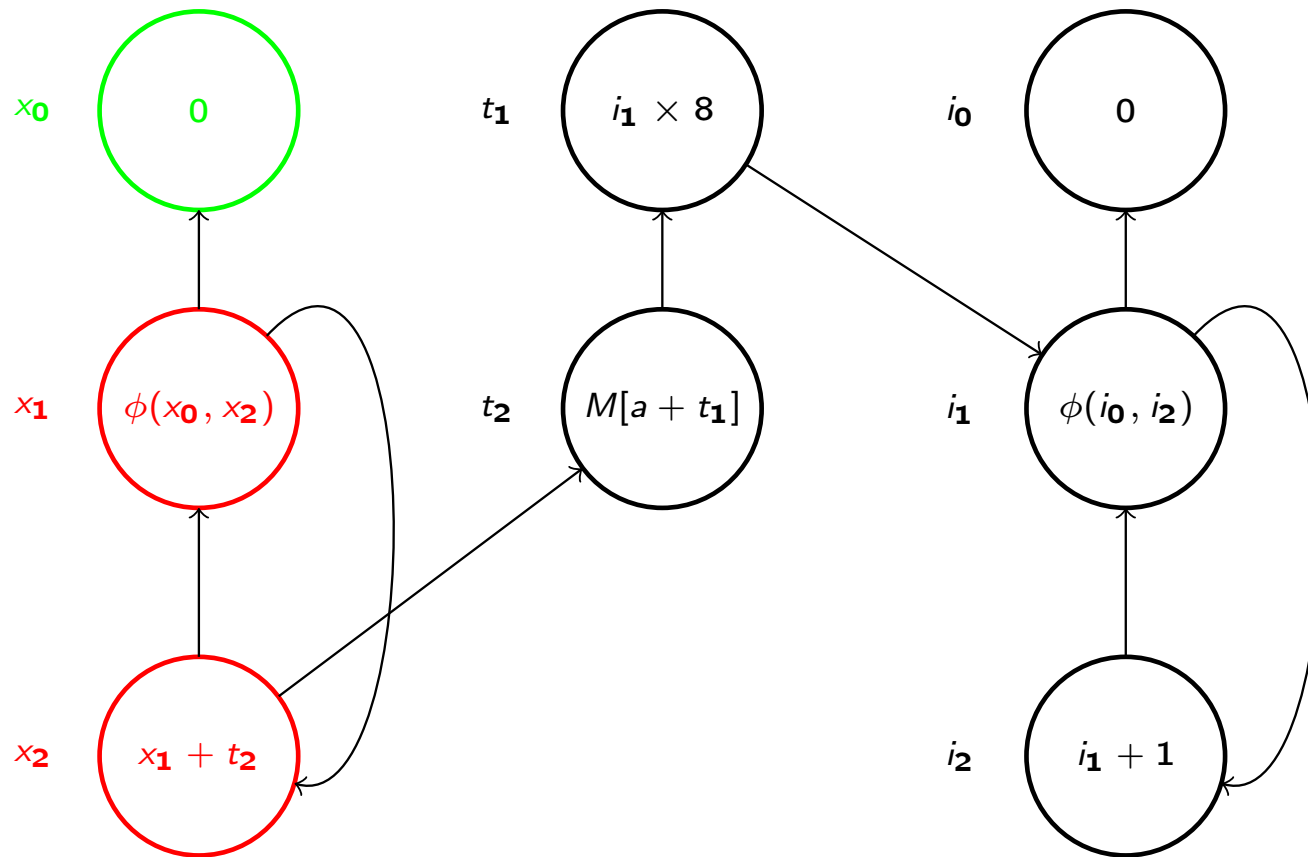 x₀ 0 t₁ i₁ × 8 i₀ 0
x₁ ϕ(x₀, x₂) t₂ M[a + t₁] i₁ ϕ(i₀, i₂)
x₂ x₁ + t₂ i₂ i₁ + 1